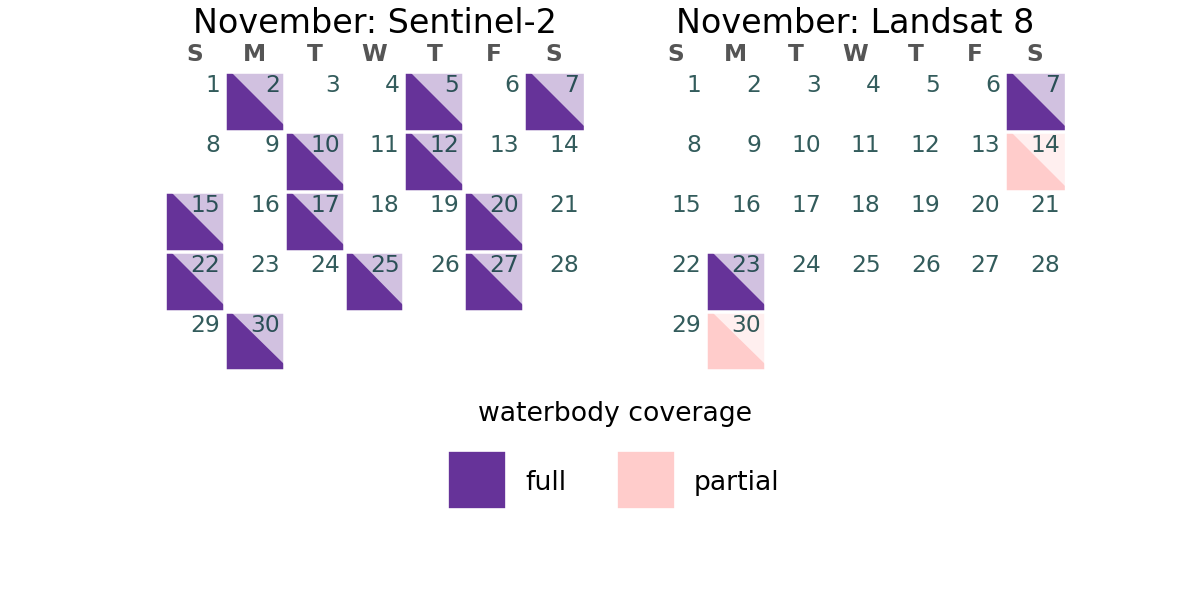 November: Sentinel-2
S M T W T F S
1 2 3 4 5 6 7
8 9 10 11 12 13 14
15 16 17 18 19 20 21
22 23 24 25 26 27 28
29 30
November: Landsat 8
S M T W T F S
1 2 3 4 5 6 7
8 9 10 11 12 13 14
15 16 17 18 19 20 21
22 23 24 25 26 27 28
29 30
waterbody coverage
full partial